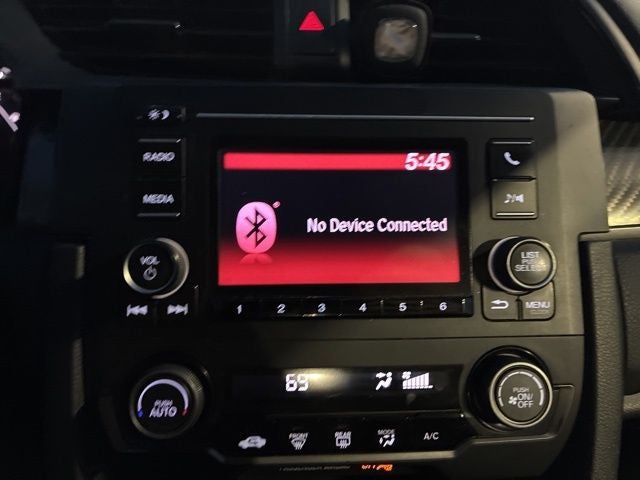 5:45
RADIO
MEDIA
No Device Connected
VOL
LIST
PUSH
SELECT
MENU
1 2 3 4 5 6
69
PUSH
AUTO
PUSH
ON/
OFF
FRONT
REAR
MODE
A/C